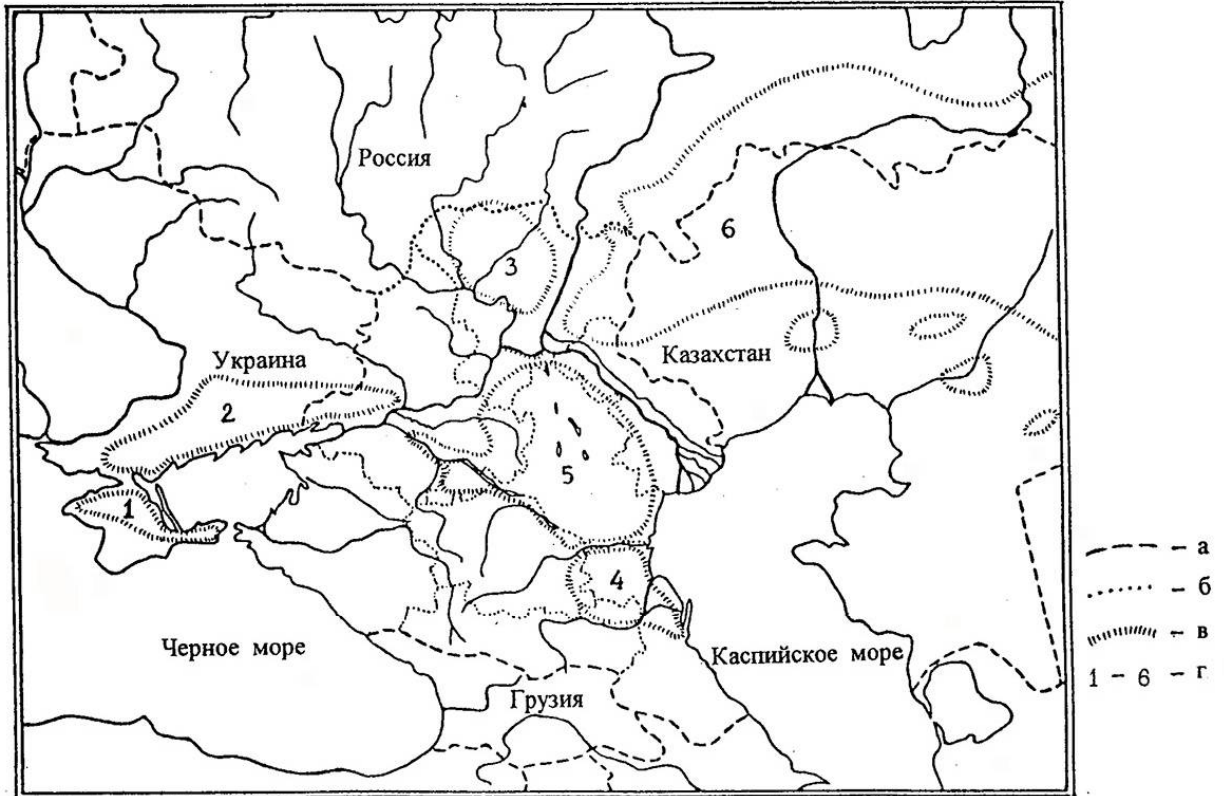 Россия
6
3
Украина
Казахстан
2
5
1
4
Черное море
Каспийское море
Грузия
- а
- б
- в
1 - 6 - г